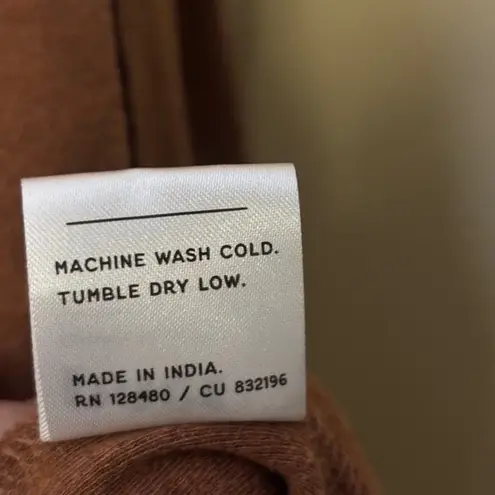 MACHINE WASH COLD.
TUMBLE DRY LOW.
MADE IN INDIA.
RN 128480 / CU 832196